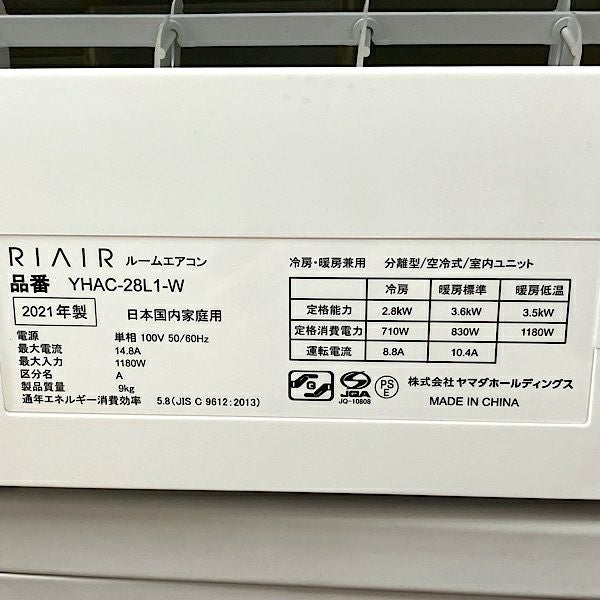 RIAIR ルームエアコン
品番 YHAC-28L1-W
2021年製 日本国内家庭用
電源 単相 100V 50/60Hz
最大電流 14.8A
最大入力 1180W
区分名 A
製品質量 9kg
通年エネルギー消費効率 5.8(JIS C 9612:2013)
冷房・暖房兼用 分離型/空冷式/室内ユニット
冷房 暖房標準 暖房低温
定格能力 2.8kW 3.6kW 3.5kW
定格消費電力 710W 830W 1180W
運転電流 8.8A 10.4A
G JQA PSE 株式会社ヤマダホールディングス
JQ-10808 MADE IN CHINA